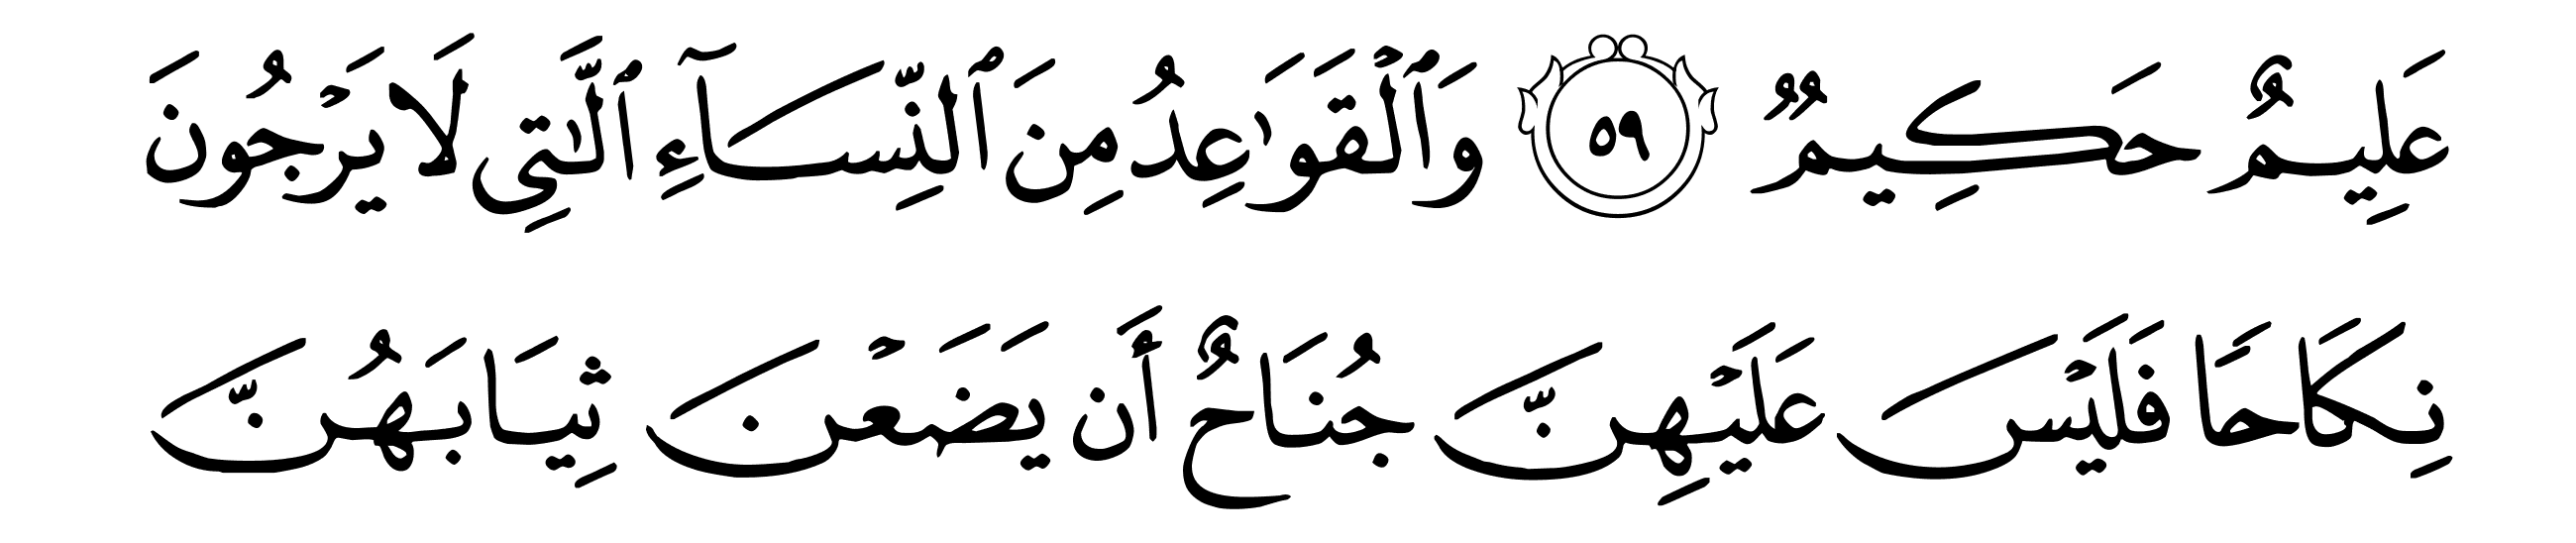 عَلِيمٌ حَكِيمٌ ٥٩ وَٱلْقَوَٰعِدُ مِنَ ٱلنِّسَآءِ ٱلَّٰتِى لَا يَرْجُونَ
نِكَاحًا فَلَيْسَ عَلَيْهِنَّ جُنَاحٌ أَن يَضَعْنَ ثِيَابَهُنَّ